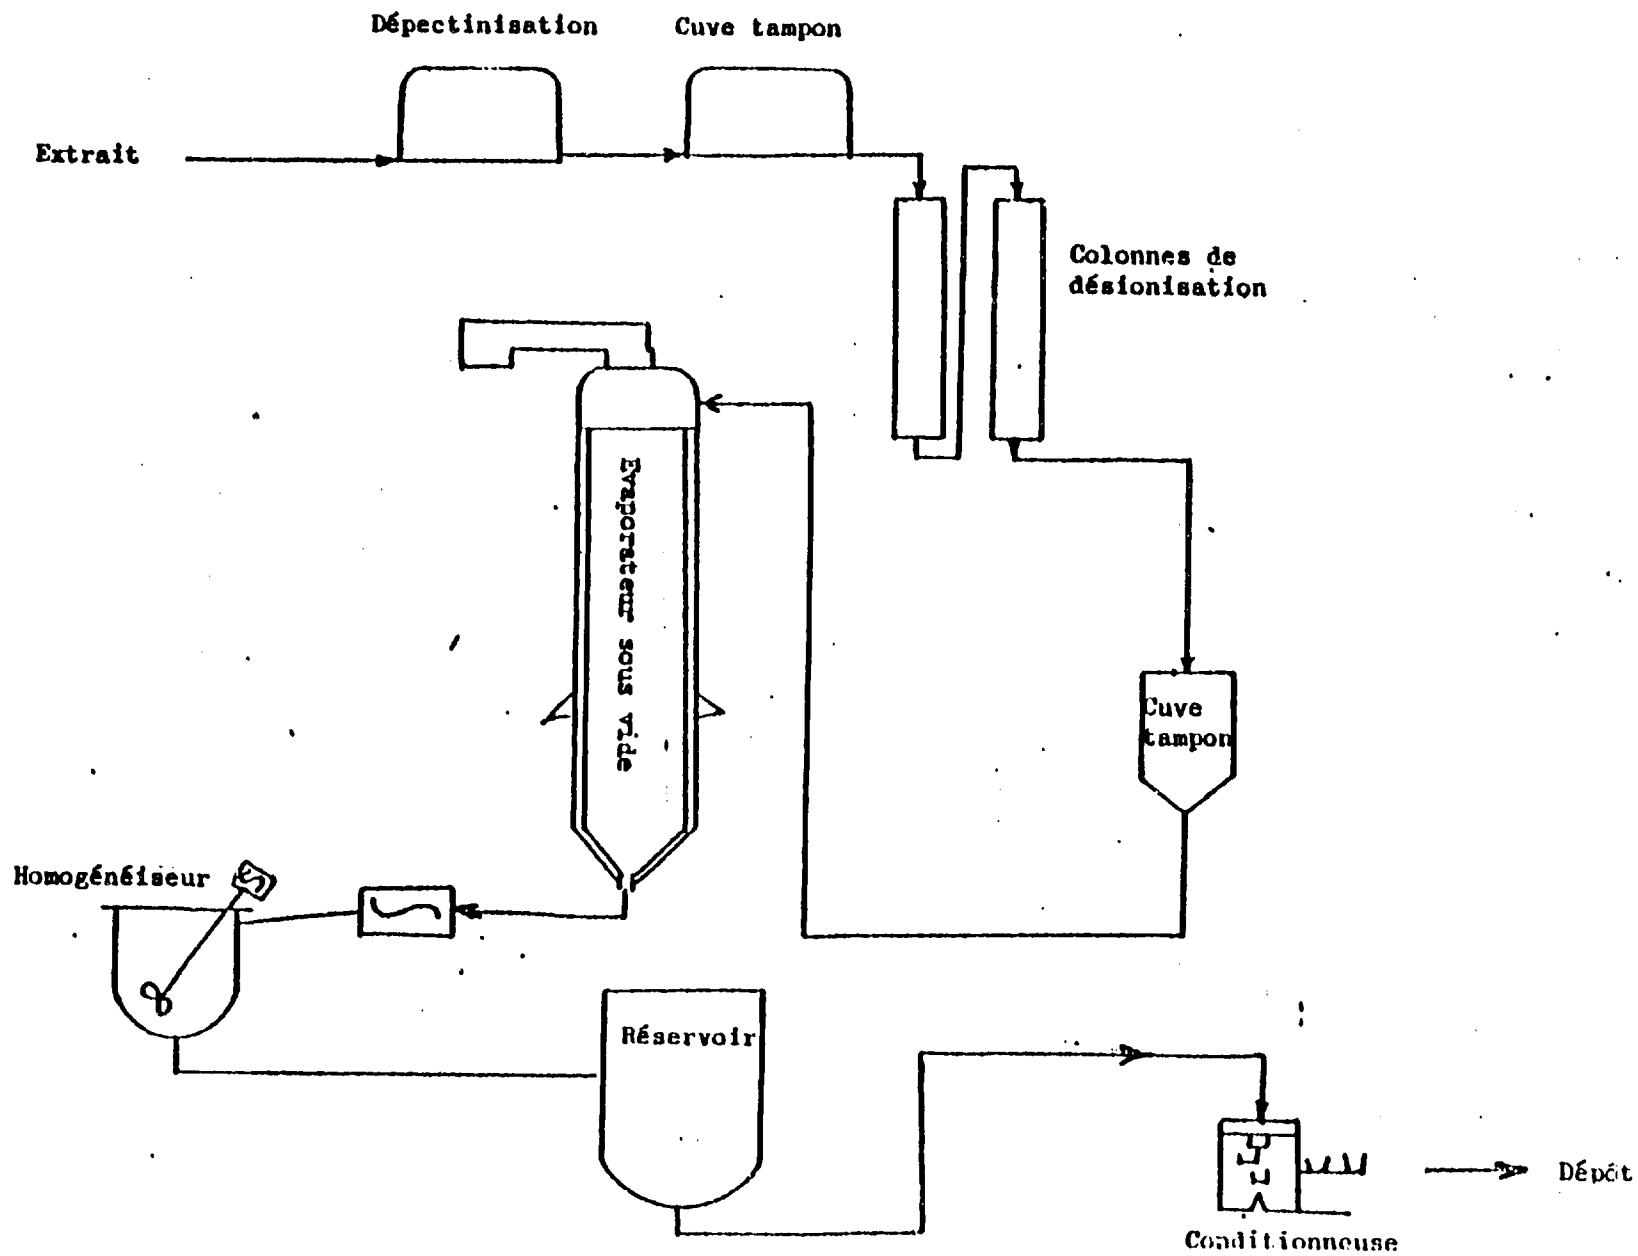 Dépectinisation
Cuve tampon
Extrait
Colonnes de
désionisation
Evaporateur sous vide
Cuve
tampon
Homogénéiseur
Réservoir
Dépôt
Conditionneuse